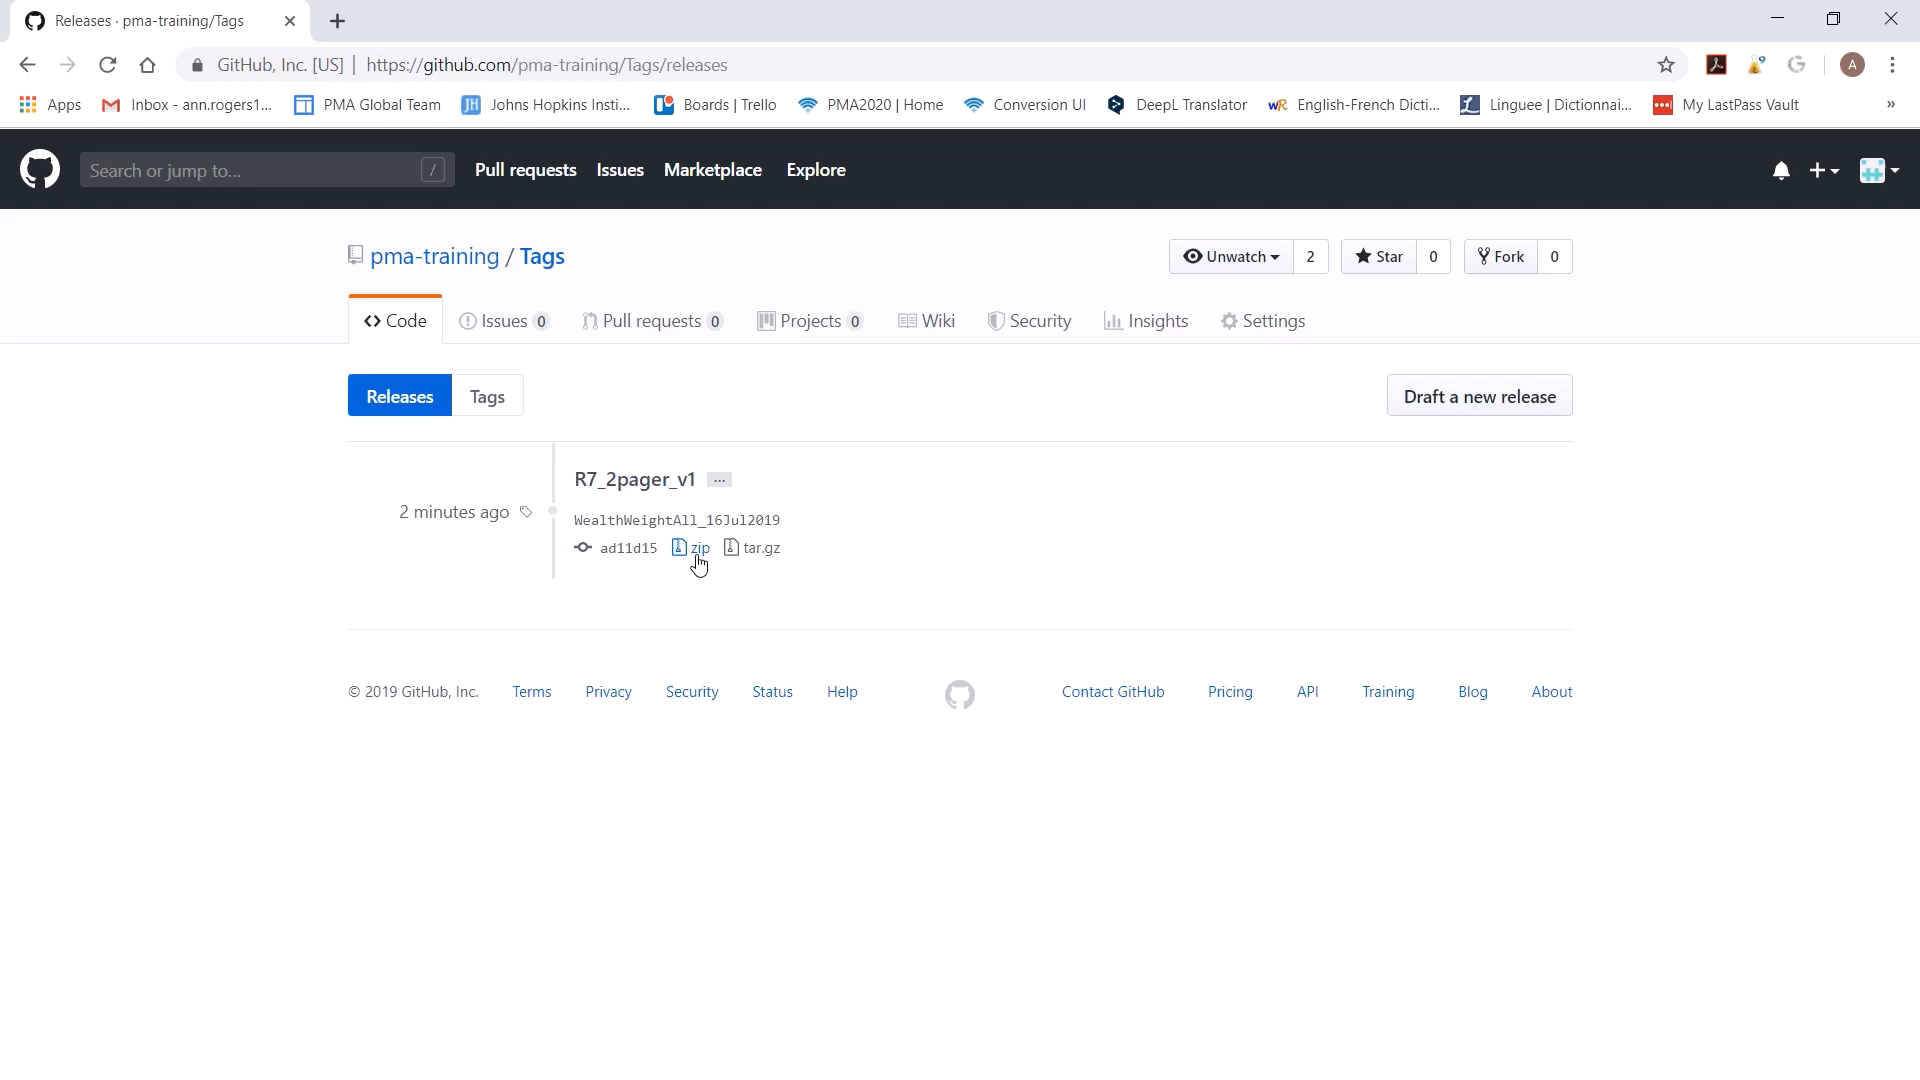 Releases · pma-training/Tags
GitHub, Inc. [US] | https://github.com/pma-training/Tags/releases
A
Apps Inbox - ann.rogers1... PMA Global Team JH Johns Hopkins Insti... Boards | Trello PMA2020 | Home Conversion UI DeepL Translator WR English-French Dicti... Linguee | Dictionnai... My LastPass Vault »
Search or jump to... / Pull requests Issues Marketplace Explore
pma-training / Tags Unwatch 2 Star 0 Fork 0
Code Issues 0 Pull requests 0 Projects 0 Wiki Security Insights Settings
Releases Tags Draft a new release
R7_2pager_v1 ...
2 minutes ago
WealthWeightAll_16Jul2019
ad11d15 zip tar.gz
© 2019 GitHub, Inc. Terms Privacy Security Status Help Contact GitHub Pricing API Training Blog About